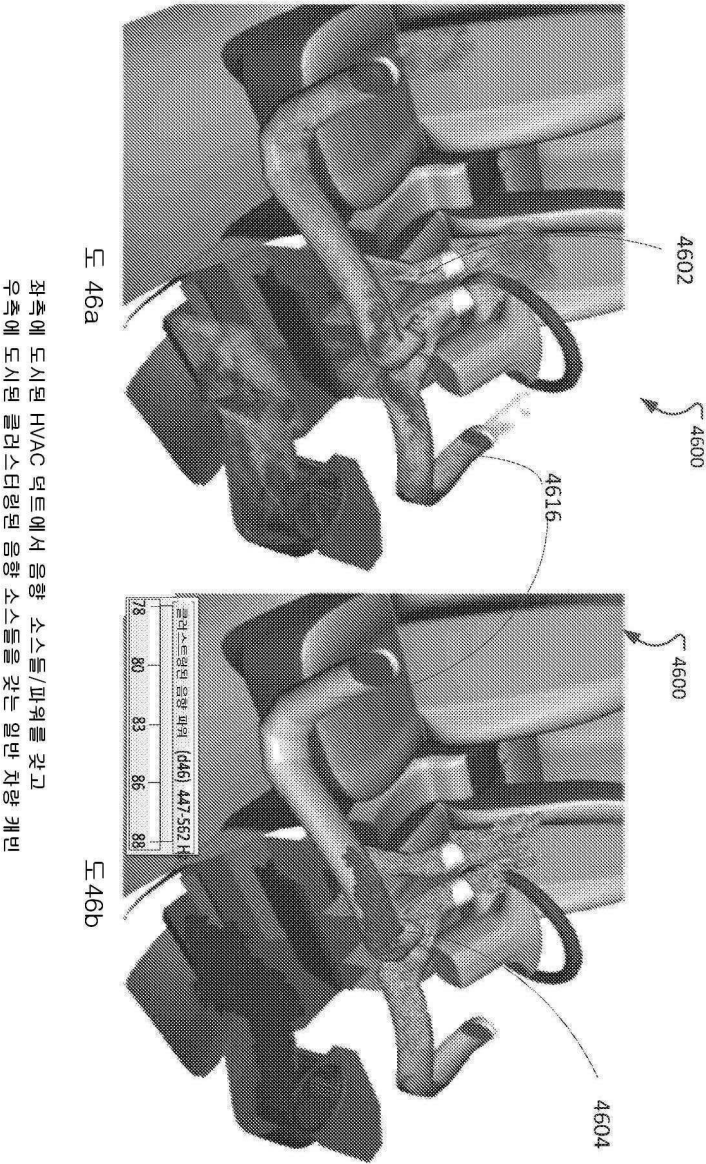 4600
4602
4600
4604
4616
클러스트링된 음향 파워 (d46) 447-562 H
78 80 83 86 88
도 46a
도46b
좌측에 도시된 HVAC 덕트에서 음향 소스들/파워를 갖고
우측에 도시된 클러스터링된 음향 소스들을 갖는 일반 차량 캐빈